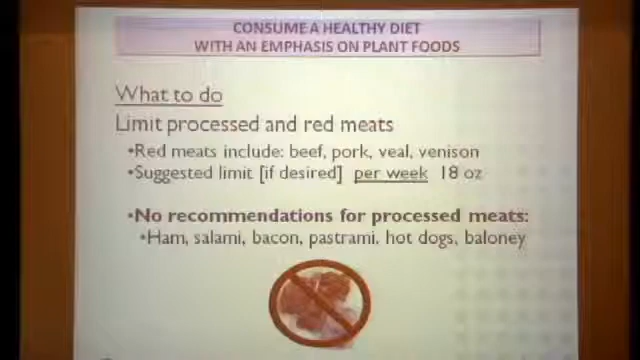 CONSUME A HEALTHY DIET
WITH AN EMPHASIS ON PLANT FOODS
What to do
Limit processed and red meats
•Red meats include: beef, pork, veal, venison
•Suggested limit [if desired] per week 18 oz
•No recommendations for processed meats:
•Ham, salami, bacon, pastrami, hot dogs, baloney